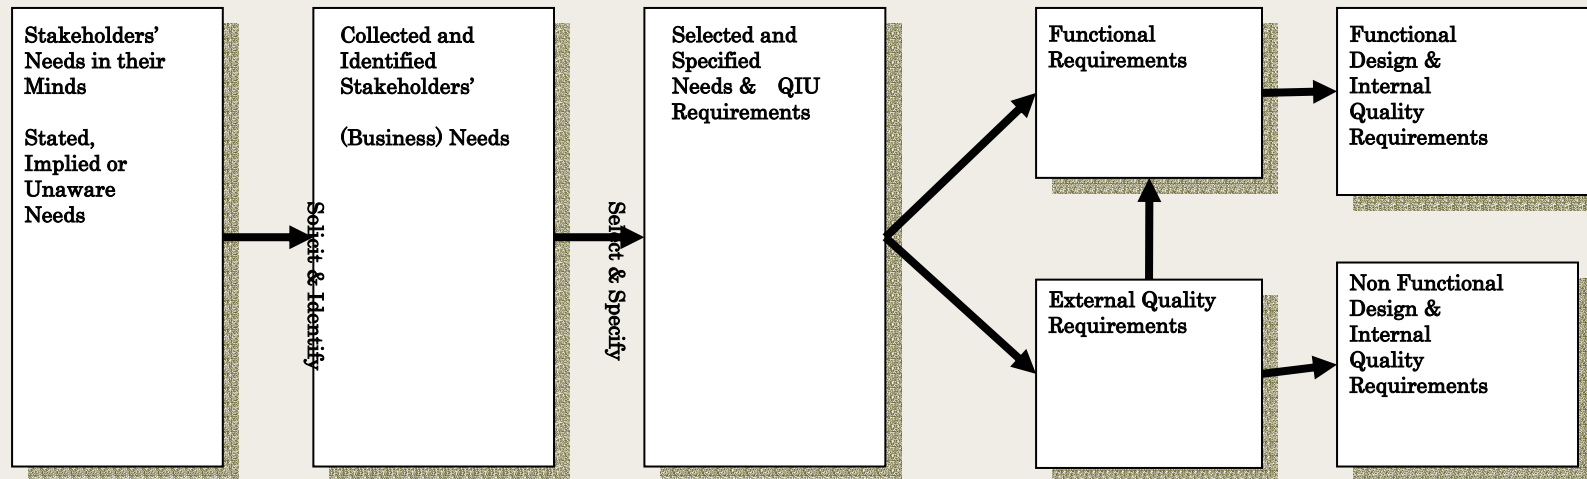 Stakeholders’
Needs in their
Minds
Stated,
Implied or
Unaware
Needs
Solicit & Identify
Collected and
Identified
Stakeholders’
(Business) Needs
Select & Specify
Selected and
Specified
Needs & QIU
Requirements
Functional
Requirements
External Quality
Requirements
Functional
Design &
Internal
Quality
Requirements
Non Functional
Design &
Internal
Quality
Requirements